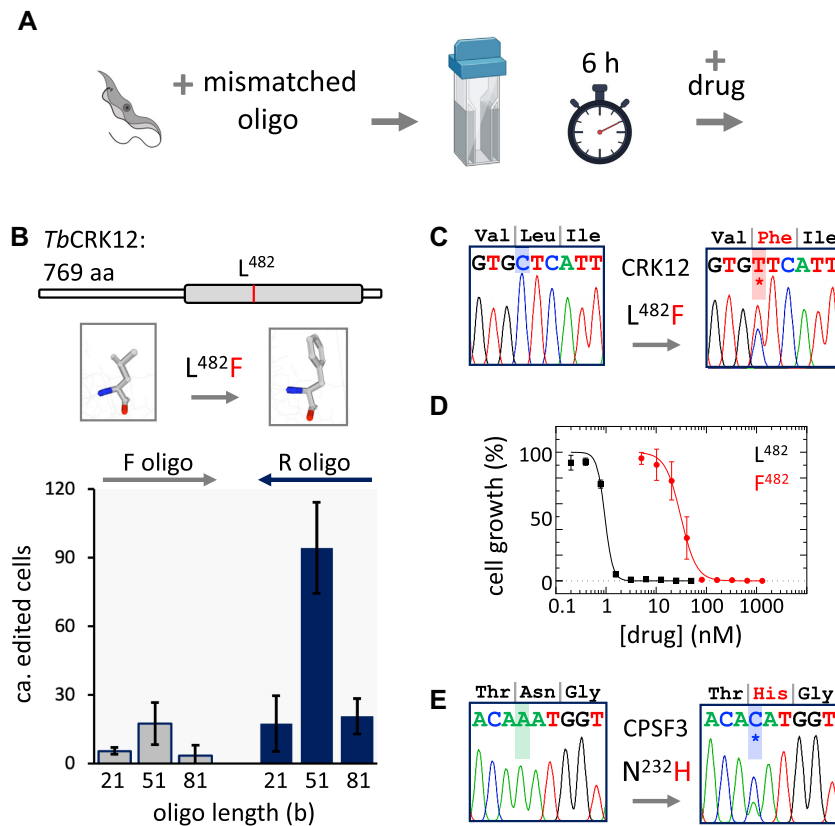 A
+ mismatched
oligo
6 h
+
drug
B
TbCRK12:
769 aa
L482
L482F
F oligo
R oligo
120
90
60
30
0
ca. edited cells
21 51 81 21 51 81
oligo length (b)
C
Val Leu Ile
GTGCTCATT
CRK12
L482F
Val Phe Ile
GTGTTCATT
*
D
cell growth (%)
100
50
0
L482
F482
0.1 1 10 100 1000
[drug] (nM)
E
Thr Asn Gly
ACAAATGGT
CPSF3
N232H
Thr His Gly
ACACATGGT
*